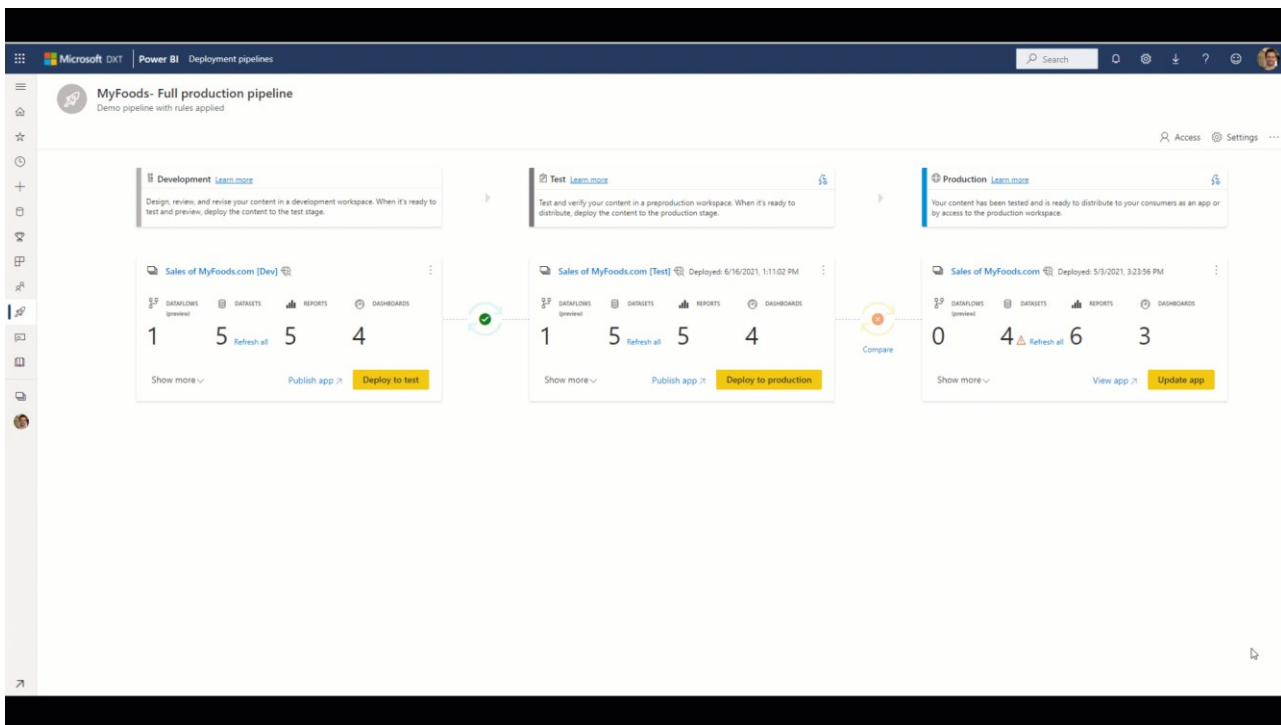 Microsoft DXT Power BI Deployment pipelines Search
MyFoods- Full production pipeline
Demo pipeline with rules applied
Access Settings
Development Learn more
Design, review, and revise your content in a development workspace. When it's ready to
test and preview, deploy the content to the test stage.
Test Learn more
Test and verify your content in a preproduction workspace. When it's ready to
distribute, deploy the content to the production stage.
Production Learn more
Your content has been tested and is ready to distribute to your consumers as an app or
by access to the production workspace.
Sales of MyFoods.com [Dev]
DATAFLOWS DATASETS REPORTS DASHBOARDS
(preview)
1 5 Refresh all 5 4
Show more Publish app Deploy to test
Sales of MyFoods.com [Test] Deployed: 6/16/2021, 1:11:02 PM
DATAFLOWS DATASETS REPORTS DASHBOARDS
(preview)
1 5 Refresh all 5 4
Show more Publish app Deploy to production
Compare
Sales of MyFoods.com Deployed: 5/3/2021, 3:23:56 PM
DATAFLOWS DATASETS REPORTS DASHBOARDS
(preview)
0 4 Refresh all 6 3
Show more View app Update app